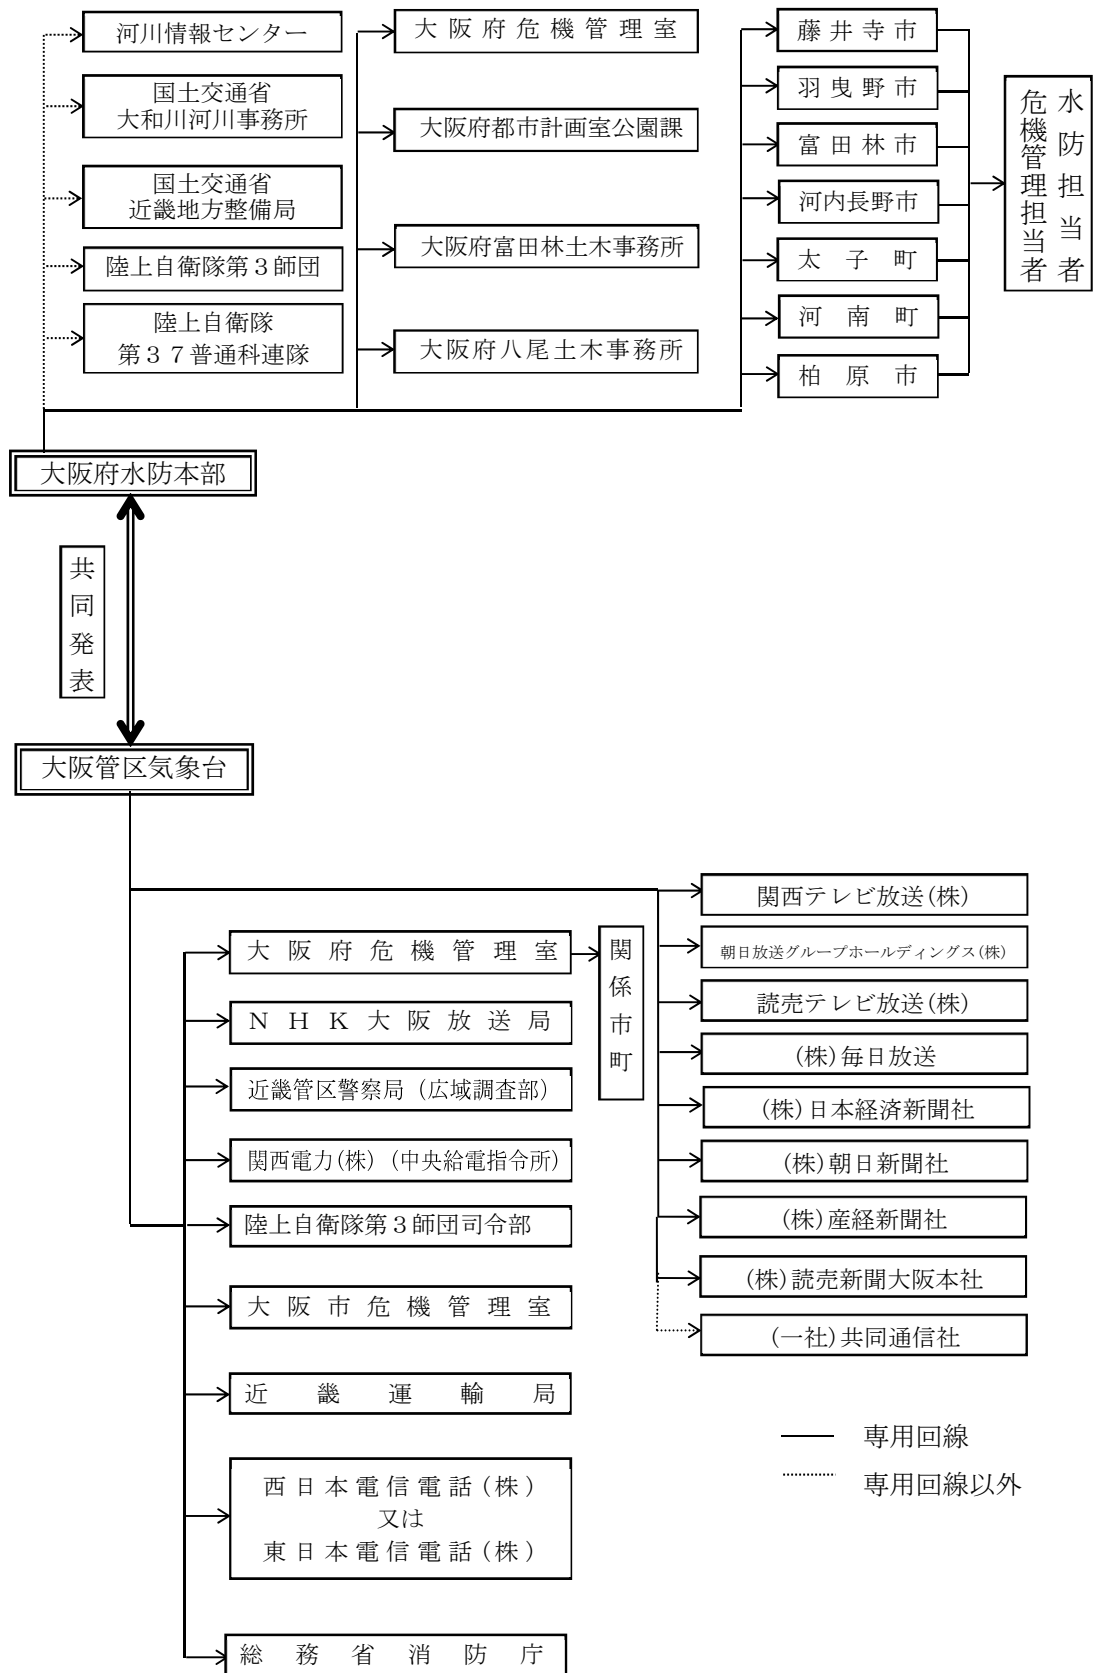 河川情報センター
国土交通省
大和川河川事務所
国土交通省
近畿地方整備局
陸上自衛隊第３師団
陸上自衛隊
第３７普通科連隊
大阪府危機管理室
大阪府都市計画室公園課
大阪府富田林土木事務所
大阪府八尾土木事務所
藤井寺市
羽曳野市
富田林市
河内長野市
太子町
河南町
柏原市
水防担当者
危機管理担当者
大阪府水防本部
共同発表
大阪管区気象台
大阪府危機管理室
ＮＨＫ大阪放送局
近畿管区警察局（広域調査部）
関西電力(株)（中央給電指令所）
陸上自衛隊第３師団司令部
大阪市危機管理室
近畿運輸局
西日本電信電話(株)
又は
東日本電信電話(株)
総務省消防庁
関係市町
関西テレビ放送(株)
朝日放送グループホールディングス(株)
読売テレビ放送(株)
(株)毎日放送
(株)日本経済新聞社
(株)朝日新聞社
(株)産経新聞社
(株)読売新聞大阪本社
(一社)共同通信社
専用回線
専用回線以外